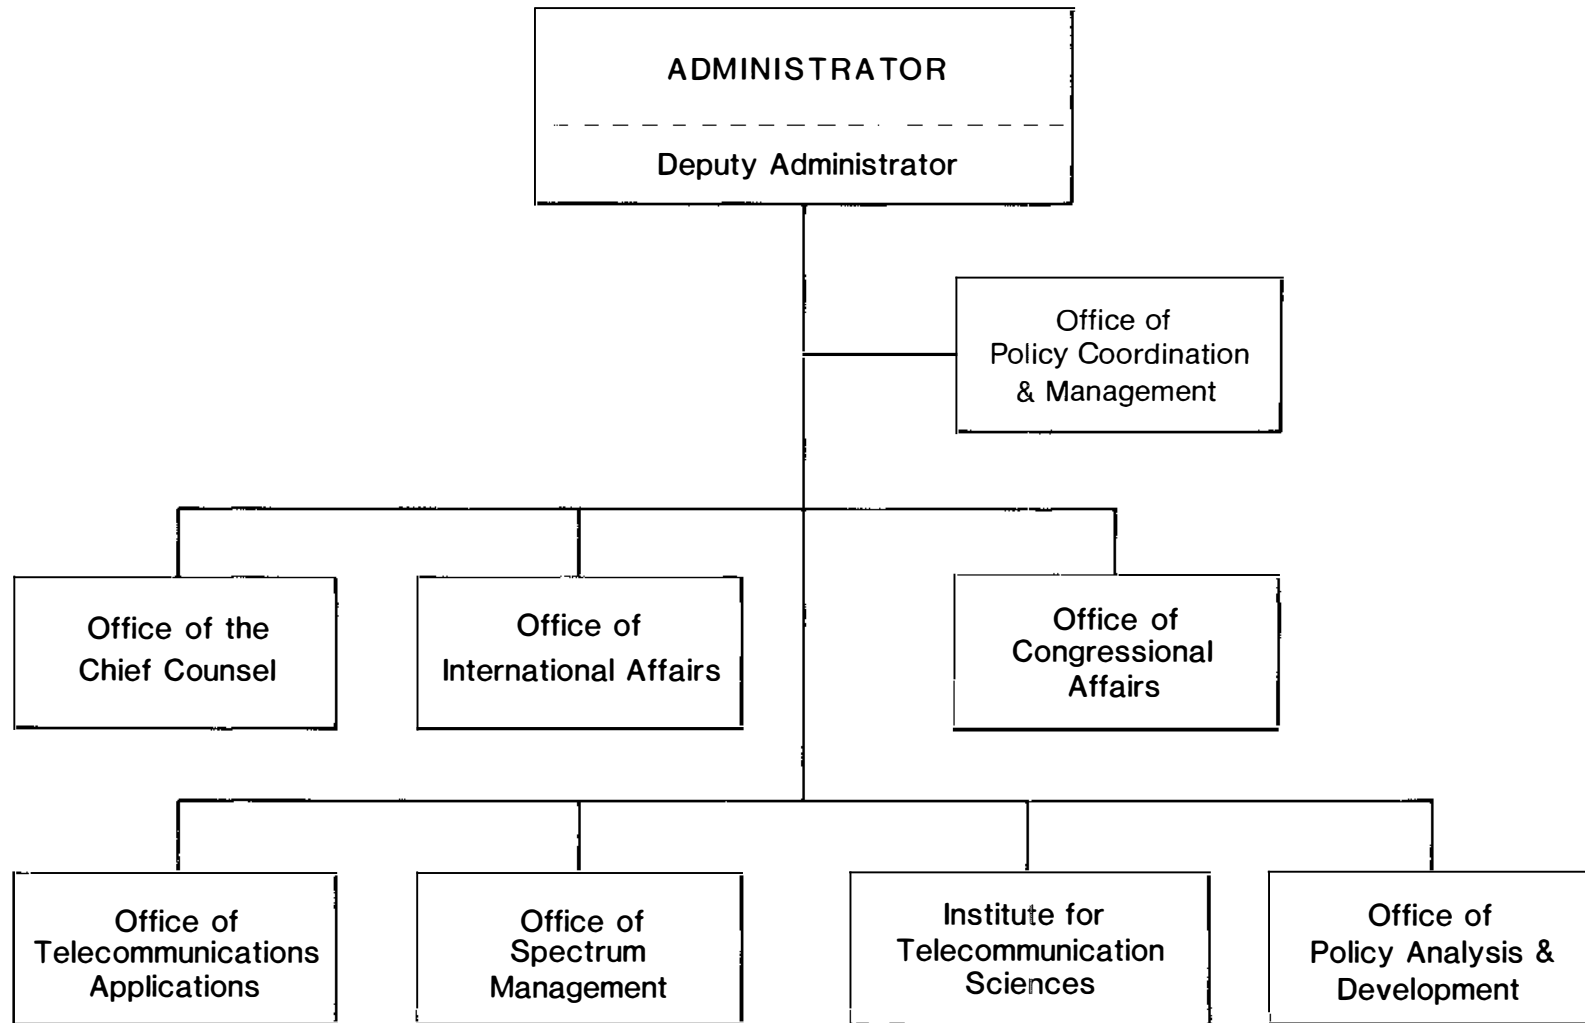 ADMINISTRATOR
Deputy Administrator
Office of
Policy Coordination
& Management
Office of the
Chief Counsel
Office of
International Affairs
Office of
Congressional
Affairs
Office of
Telecommunications
Applications
Office of
Spectrum
Management
Institute for
Telecommunication
Sciences
Office of
Policy Analysis &
Development